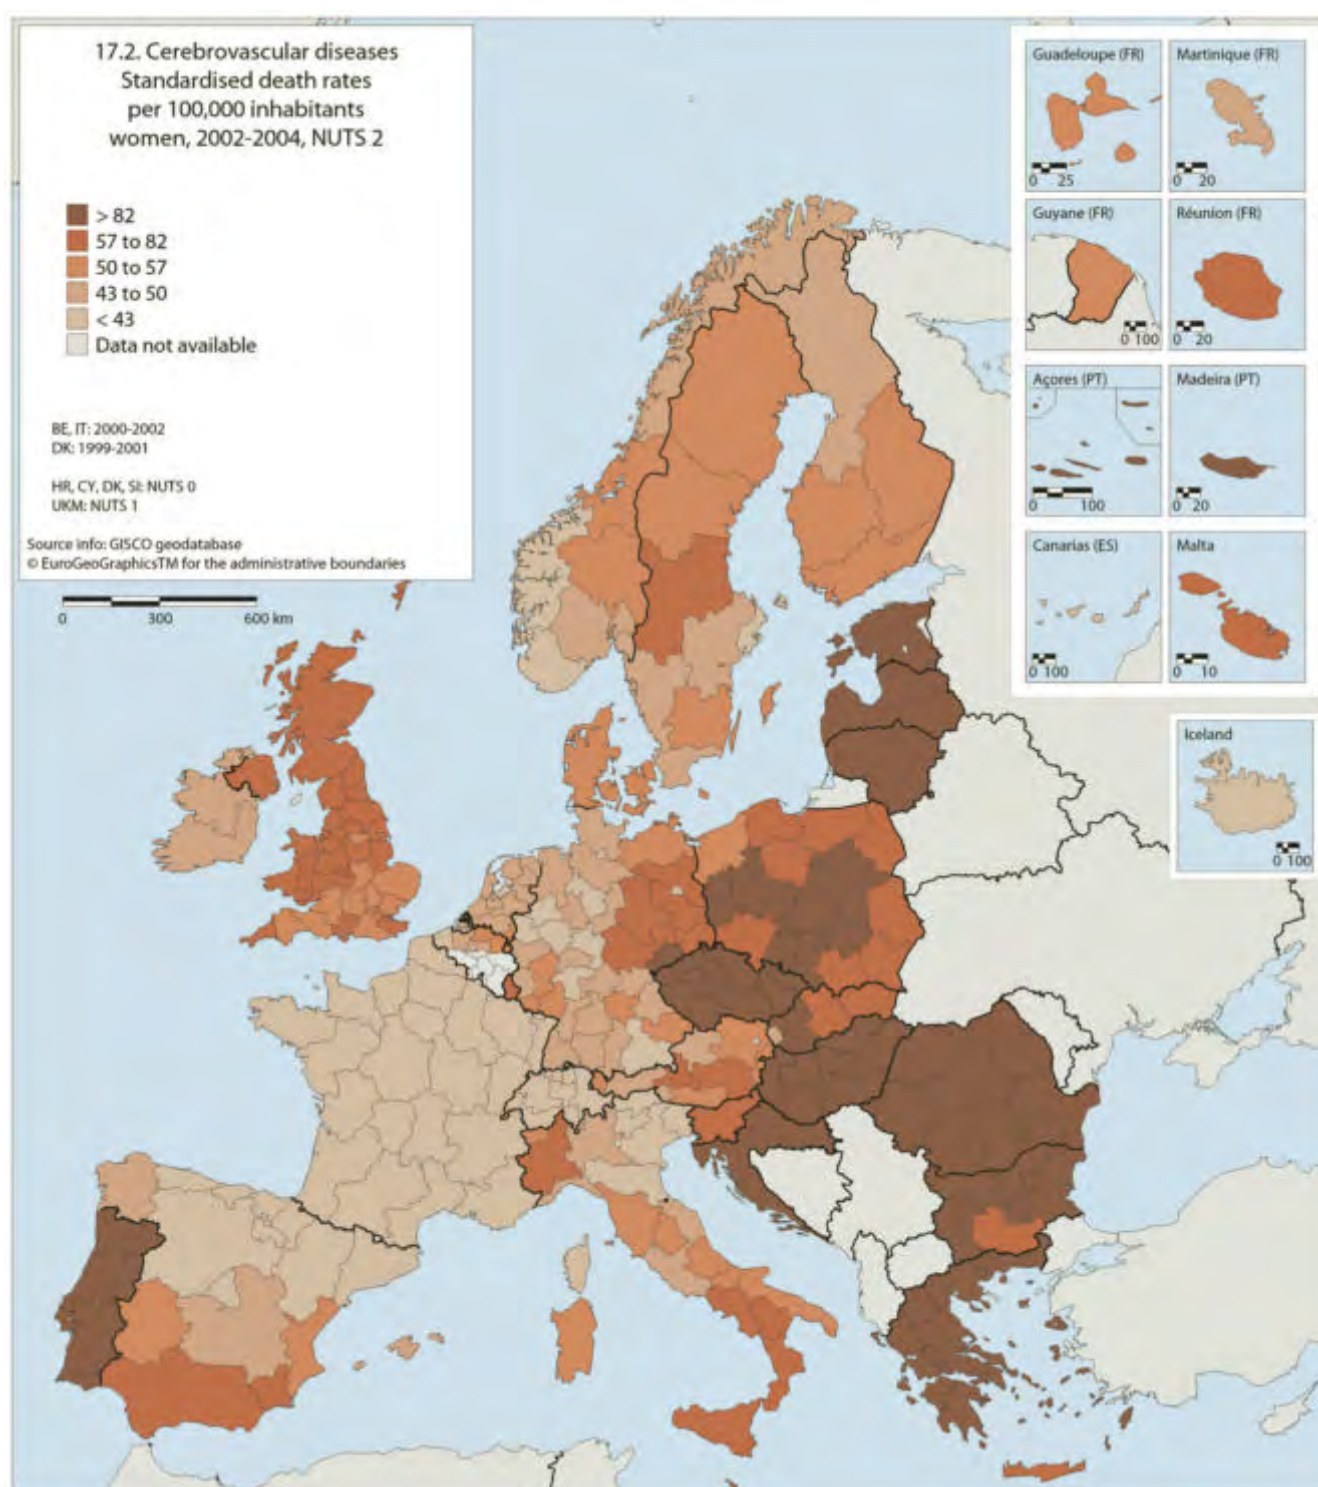 17.2. Cerebrovascular diseases
Standardised death rates
per 100,000 inhabitants
women, 2002-2004, NUTS 2
> 82
57 to 82
50 to 57
43 to 50
< 43
Data not available
BE, IT: 2000-2002
DK: 1999-2001
HR, CY, DK, SI: NUTS 0
UKM: NUTS 1
Source info: GISCO geodatabase
© EuroGeoGraphicsTM for the administrative boundaries
0 300 600 km
Guadeloupe (FR)
0 25
Martinique (FR)
0 20
Guyane (FR)
0 100
Réunion (FR)
0 20
Açores (PT)
0 100
Madeira (PT)
0 20
Canarias (ES)
0 100
Malta
0 10
Iceland
0 100